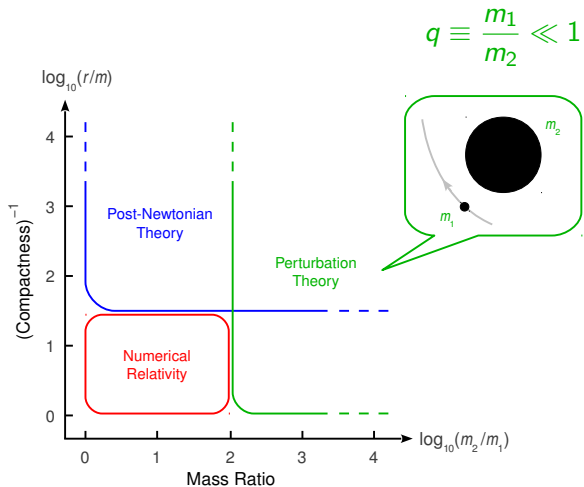 q ≡ m₁/m₂ ≪ 1
log₁₀(r/m)
m₂
m₁
4
3
2
1
0
(Compactness)⁻¹
Post-Newtonian
Theory
Perturbation
Theory
Numerical
Relativity
0 1 2 3 4
log₁₀(m₂/m₁)
Mass Ratio